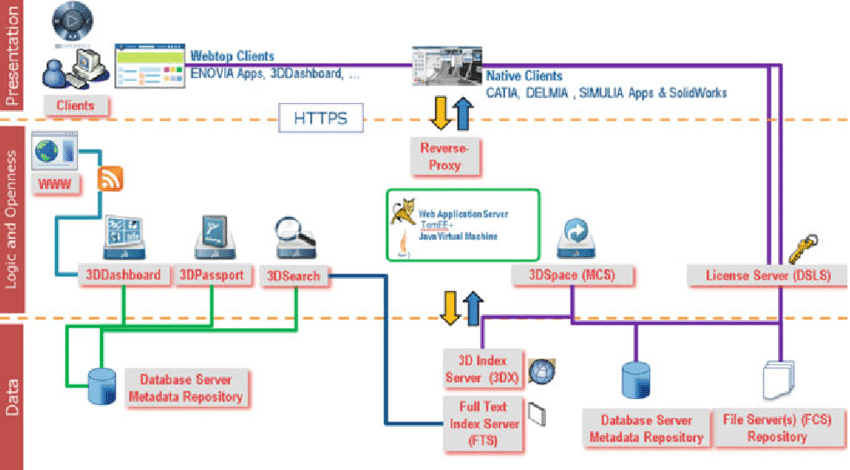 Presentation
Webtop Clients
ENOVIA Apps, 3DDashboard, ...
Native Clients
CATIA, DELMIA , SIMULIA Apps & SolidWorks
Clients
HTTPS
Reverse-
Proxy
Logic and Openness
WWW
Web Application Server
TomEE+
Java Virtual Machine
3DDashboard
3DPassport
3DSearch
3DSpace (MCS)
License Server (DSLS)
Data
Database Server
Metadata Repository
3D Index
Server (3DX)
Full Text
Index Server
(FTS)
Database Server
Metadata Repository
File Server(s) (FCS)
Repository